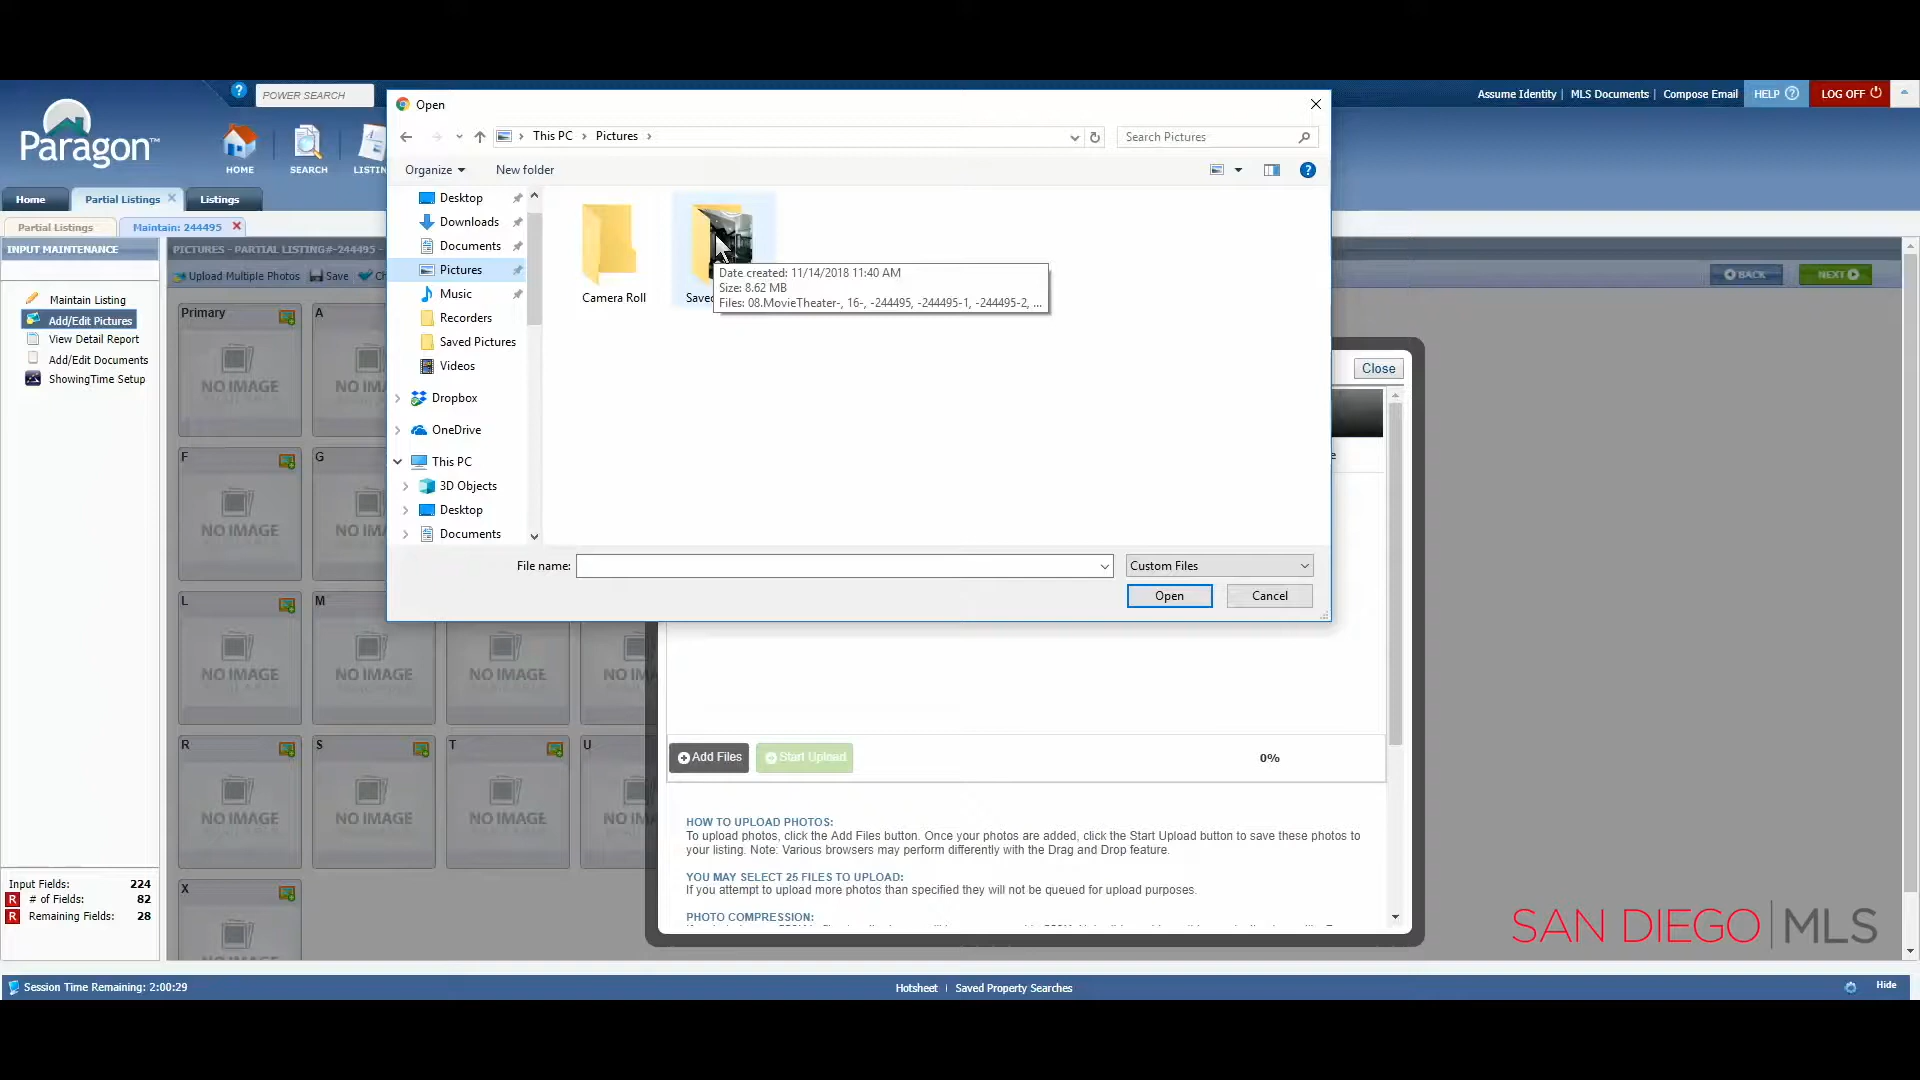 POWER SEARCH
Paragon
HOME
SEARCH
Assume Identity | MLS Documents | Compose Email
HELP
LOG OFF
Home
Partial Listings
Listings
Partial Listings
Maintain: 244495
INPUT MAINTENANCE
Maintain Listing
Add/Edit Pictures
View Detail Report
Add/Edit Documents
ShowingTime Setup
Input Fields: 224
R # of Fields: 82
R Remaining Fields: 28
PICTURES - PARTIAL LISTING#-244495 -
Upload Multiple Photos
Save
BACK
NEXT
Primary
A
NO IMAGE
F
G
NO IMAGE
L
M
NO IMAGE
NO IMAGE
NO IMAGE
R
S
T
U
NO IMAGE
NO IMAGE
NO IMAGE
X
Open
This PC > Pictures >
Search Pictures
Organize
New folder
Desktop
Downloads
Documents
Pictures
Music
Recorders
Saved Pictures
Videos
Dropbox
OneDrive
This PC
3D Objects
Desktop
Documents
Camera Roll
Date created: 11/14/2018 11:40 AM
Size: 8.62 MB
Files: 08.MovieTheater-, 16-, -244495, -244495-1, -244495-2, ...
File name:
Custom Files
Open
Cancel
Close
Add Files
Start Upload
0%
HOW TO UPLOAD PHOTOS:
To upload photos, click the Add Files button. Once your photos are added, click the Start Upload button to save these photos to
your listing. Note: Various browsers may perform differently with the Drag and Drop feature.
YOU MAY SELECT 25 FILES TO UPLOAD:
If you attempt to upload more photos than specified they will not be queued for upload purposes.
PHOTO COMPRESSION:
SAN DIEGO | MLS
Session Time Remaining: 2:00:29
Hotsheet | Saved Property Searches
Hide